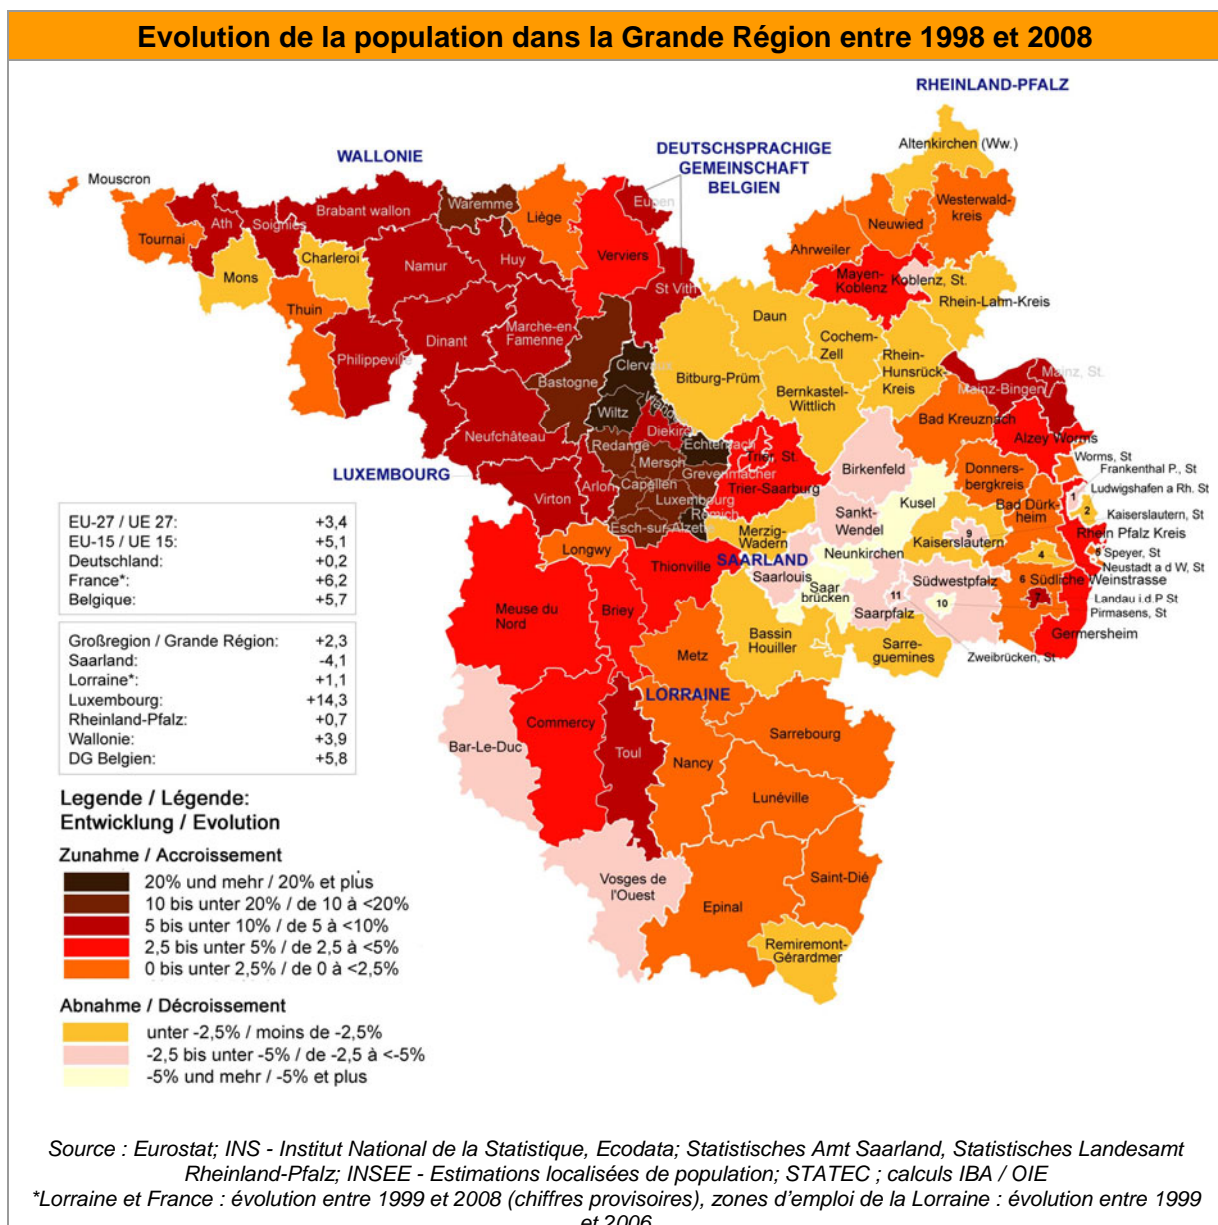 Evolution de la population dans la Grande Région entre 1998 et 2008
RHEINLAND-PFALZ
WALLONIE
DEUTSCHSPRACHIGE
GEMEINSCHAFT
BELGIEN
Altenkirchen (Ww.)
Mouscron
Waremme
Eupen
Westerwald-
kreis
Ath
Soignies
Brabant wallon
Liège
Neuwied
Tournai
Charleroi
Verviers
Ahrweiler
Mons
Namur
Huy
Mayen-
Koblenz
Koblenz, St.
St Vith
Rhein-Lahn-Kreis
Thuin
Daun
Marche-en-
Famenne
Cochem-
Zell
Philippeville
Dinant
Rhein-
Hunsrück-
Kreis
Clervaux
Mainz, St.
Bastogne
Bitburg-Prüm
Mainz-Bingen
Bernkastel-
Wittlich
Wiltz
Bad Kreuznach
Neufchâteau
Diekirch
Alzey Worms
Redange
Echternach
Trier, St.
Worms, St
Mersch
Birkenfeld
Frankenthal P., St
LUXEMBOURG
Grevenmacher
Donners-
bergkreis
Arlon
Capellen
Trier-Saarburg
Ludwigshafen a Rh. St
Virton
Luxembourg
Kusel
Bad Dürk-
heim
1
2
Kaiserslautern, St
Remich
Sankt-
Wendel
Esch-sur-Alzette
Merzig-
Wadern
9
Rhein Pfalz Kreis
Kaiserslautern
Longwy
Neunkirchen
4
Speyer, St
Thionville
SAARLAND
Neustadt a d W, St
Saarlouis
Saar
brücken
Südwestpfalz
6
Südliche Weinstrasse
Meuse du
Nord
Briey
11
10
7
Landau i.d.P St
Saarpfalz
Pirmasens, St
Bassin
Houiller
Germersheim
Metz
Sarre-
guemines
Zweibrücken, St
LORRAINE
Commercy
Sarrebourg
Bar-Le-Duc
Toul
Nancy
Lunéville
Vosges de
l'Ouest
Saint-Dié
Epinal
Remiremont-
Gérardmer
EU-27 / UE 27: +3,4
EU-15 / UE 15: +5,1
Deutschland: +0,2
France*: +6,2
Belgique: +5,7
Großregion / Grande Région: +2,3
Saarland: -4,1
Lorraine*: +1,1
Luxembourg: +14,3
Rheinland-Pfalz: +0,7
Wallonie: +3,9
DG Belgien: +5,8
Legende / Légende:
Entwicklung / Evolution
Zunahme / Accroissement
20% und mehr / 20% et plus
10 bis unter 20% / de 10 à <20%
5 bis unter 10% / de 5 à <10%
2,5 bis unter 5% / de 2,5 à <5%
0 bis unter 2,5% / de 0 à <2,5%
Abnahme / Décroissement
unter -2,5% / moins de -2,5%
-2,5 bis unter -5% / de -2,5 à <-5%
-5% und mehr / -5% et plus
Source : Eurostat; INS - Institut National de la Statistique, Ecodata; Statistisches Amt Saarland, Statistisches Landesamt
Rheinland-Pfalz; INSEE - Estimations localisées de population; STATEC ; calculs IBA / OIE
*Lorraine et France : évolution entre 1999 et 2008 (chiffres provisoires), zones d'emploi de la Lorraine : évolution entre 1999
et 2006